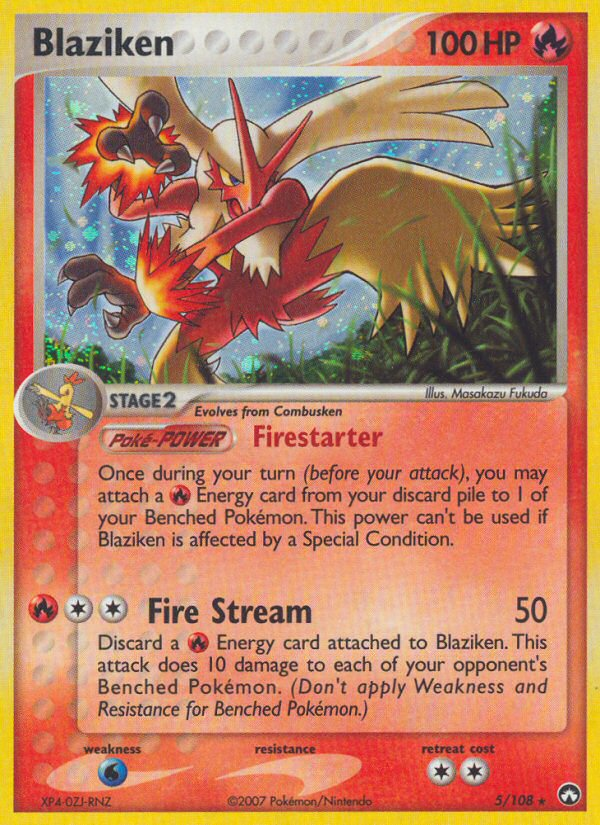 Blaziken 100 HP
Illus. Masakazu Fukuda
STAGE 2
Evolves from Combusken
Poké-POWER Firestarter
Once during your turn (before your attack), you may
attach a Energy card from your discard pile to 1 of
your Benched Pokémon. This power can't be used if
Blaziken is affected by a Special Condition.
Fire Stream 50
Discard a Energy card attached to Blaziken. This
attack does 10 damage to each of your opponent's
Benched Pokémon. (Don't apply Weakness and
Resistance for Benched Pokémon.)
weakness resistance retreat cost
XP4-0ZJ-RNZ ©2007 Pokémon/Nintendo 5/108 ★